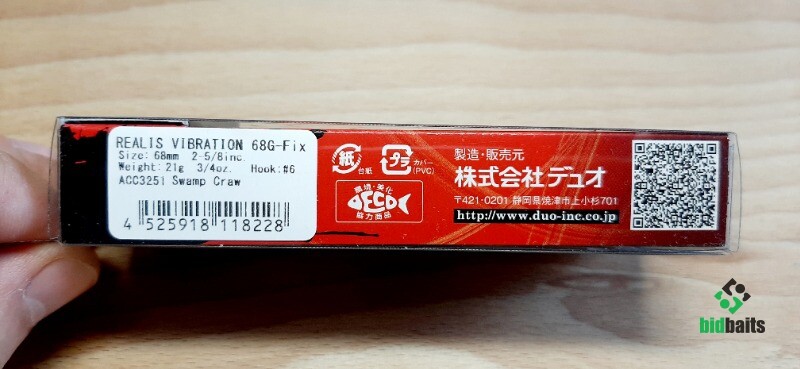 REALIS VIBRATION 68G-Fix
Size: 68mm 2-5/8inc.
Weight: 21g 3/4oz. Hook:#6
ACC3251 Swamp Craw
4 525918 118228
紙
台紙
プラ
カバー
(PVC)
環境・美化
ECO
協力商品
製造・販売元
株式会社デュオ
〒421-0201 静岡県焼津市上小杉701
http://www.duo-inc.co.jp
bidbaits